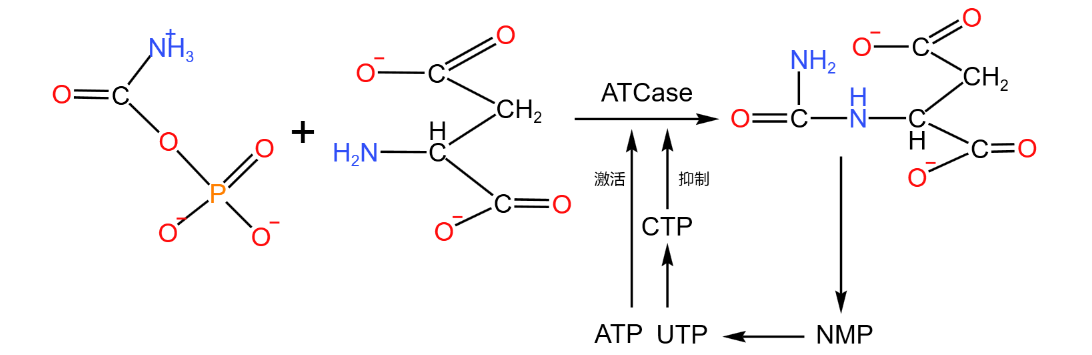 NH3+
O C
O
P O
O- O-
+
O- C O
CH2
H
H2N C
C O
O-
ATCase
激活 抑制
CTP
ATP UTP NMP
O- C O
NH2 CH2
H
O C N C
H
C O
O-